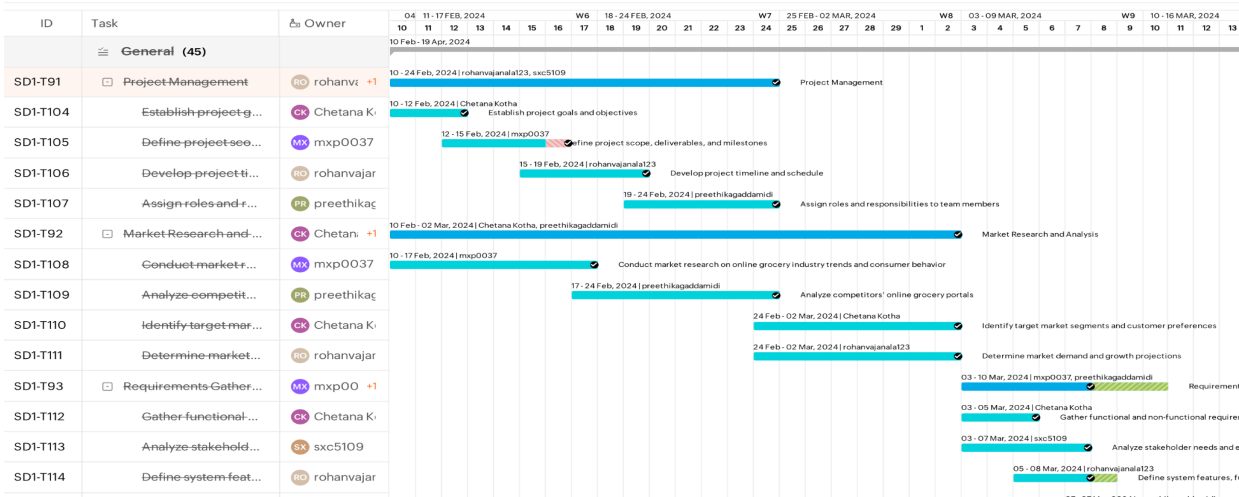 ID Task Owner 04 11 - 17 FEB, 2024 W6 18 - 24 FEB, 2024 W7 25 FEB - 02 MAR, 2024 W8 03 - 09 MAR, 2024 W9 10 - 16 MAR, 2024
10 11 12 13 14 15 16 17 18 19 20 21 22 23 24 25 26 27 28 29 1 2 3 4 5 6 7 8 9 10 11 12 13
General (45) 10 Feb - 19 Apr, 2024
10 - 24 Feb, 2024 | rohanvajanala123, sxc5109
SD1-T91 Project Management RO rohanva +1 Project Management
10 - 12 Feb, 2024 | Chetana Kotha
SD1-T104 Establish project g... CK Chetana K Establish project goals and objectives
12 - 15 Feb, 2024 | mxp0037
SD1-T105 Define project sco... MX mxp0037 efine project scope, deliverables, and milestones
15 - 19 Feb, 2024 | rohanvajanala123
SD1-T106 Develop project ti... RO rohanvajar Develop project timeline and schedule
19 - 24 Feb, 2024 | preethikagaddamidi
SD1-T107 Assign roles and r... PR preethikag Assign roles and responsibilities to team members
10 Feb - 02 Mar, 2024 | Chetana Kotha, preethikagaddamidi
SD1-T92 Market Research and ... CK Chetan +1 Market Research and Analysis
10 - 17 Feb, 2024 | mxp0037
SD1-T108 Conduct market r... MX mxp0037 Conduct market research on online grocery industry trends and consumer behavior
17 - 24 Feb, 2024 | preethikagaddamidi
SD1-T109 Analyze competit... PR preethikag Analyze competitors' online grocery portals
24 Feb - 02 Mar, 2024 | Chetana Kotha
SD1-T110 Identify target mar... CK Chetana K Identify target market segments and customer preferences
24 Feb - 02 Mar, 2024 | rohanvajanala123
SD1-T111 Determine market... RO rohanvajar Determine market demand and growth projections
03 - 10 Mar, 2024 | mxp0037, preethikagaddamidi
SD1-T93 Requirements Gather... MX mxp00 +1 Requirement
03 - 05 Mar, 2024 | Chetana Kotha
SD1-T112 Gather functional ... CK Chetana K Gather functional and non-functional require
03 - 07 Mar, 2024 | sxc5109
SD1-T113 Analyze stakehold... SX sxc5109 Analyze stakeholder needs and e
05 - 08 Mar, 2024 | rohanvajanala123
SD1-T114 Define system feat... RO rohanvajar Define system features, f